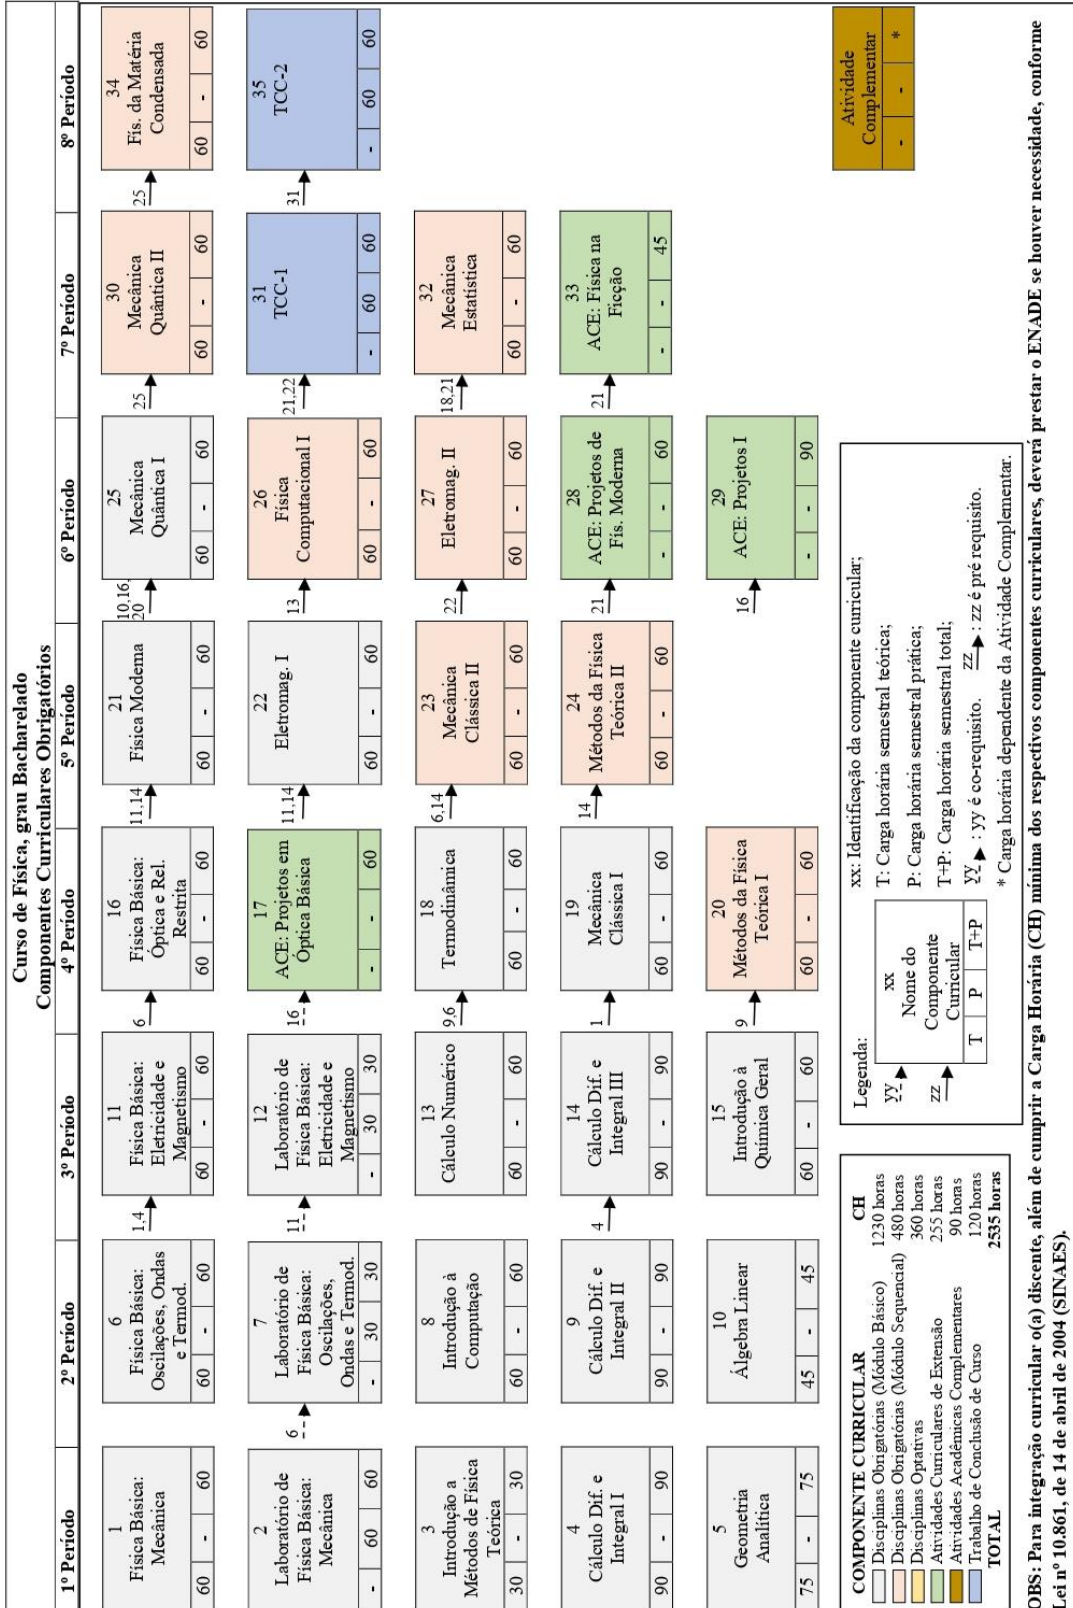 Curso de Física, grau Bacharelado
Componentes Curriculares Obrigatórios
1º Período
2º Período
3º Período
4º Período
5º Período
6º Período
7º Período
8º Período
1
Física Básica:
Mecânica
60 - 60
6
Física Básica:
Oscilações, Ondas
e Termod.
60 - 60
1,4
11
Física Básica:
Eletricidade e
Magnetismo
60 - 60
6
16
Física Básica:
Óptica e Rel.
Restrita
60 - 60
11,14
21
Física Moderna
60 - 60
10,16,
20
25
Mecânica
Quântica I
60 - 60
25
30
Mecânica
Quântica II
60 - 60
25
34
Fís. da Matéria
Condensada
60 - 60
2
Laboratório de
Física Básica:
Mecânica
- 60 60
6
7
Laboratório de
Física Básica:
Oscilações,
Ondas e Termod.
- 30 30
11
12
Laboratório de
Física Básica:
Eletricidade e
Magnetismo
- 30 30
16
17
ACE: Projetos em
Óptica Básica
- - 60
11,14
22
Eletromag. I
60 - 60
13
26
Física
Computacional I
60 - 60
21,22
31
TCC-1
- 60 60
31
35
TCC-2
- 60 60
3
Introdução a
Métodos de Física
Teórica
30 - 30
8
Introdução à
Computação
60 - 60
13
Cálculo Numérico
60 - 60
9,6
18
Termodinâmica
60 - 60
6,14
23
Mecânica
Clássica II
60 - 60
22
27
Eletromag. II
60 - 60
18,21
32
Mecânica
Estatística
60 - 60
4
Cálculo Dif. e
Integral I
90 - 90
9
Cálculo Dif. e
Integral II
90 - 90
4
14
Cálculo Dif. e
Integral III
90 - 90
1
19
Mecânica
Clássica I
60 - 60
14
24
Métodos da Física
Teórica II
60 - 60
21
28
ACE: Projetos de
Fís. Moderna
- - 60
21
33
ACE: Física na
Ficção
- - 45
5
Geometria
Analítica
75 - 75
10
Álgebra Linear
45 - 45
15
Introdução à
Química Geral
60 - 60
9
20
Métodos da Física
Teórica I
60 - 60
16
29
ACE: Projetos I
- - 90
Atividade
Complementar
- - *
COMPONENTE CURRICULAR CH
Disciplinas Obrigatórias (Módulo Básico) 1230 horas
Disciplinas Obrigatórias (Módulo Sequencial) 480 horas
Disciplinas Optativas 360 horas
Atividades Curriculares de Extensão 255 horas
Atividades Acadêmicas Complementares 90 horas
Trabalho de Conclusão de Curso 120 horas
TOTAL 2535 horas
Legenda:
yy
zz
xx
Nome do
Componente
Curricular
T P T+P
xx: Identificação da componente curricular;
T: Carga horária semestral teórica;
P: Carga horária semestral prática;
T+P: Carga horária semestral total;
yy : yy é co-requisito. zz : zz é pré requisito.
* Carga horária dependente da Atividade Complementar.
OBS: Para integração curricular o(a) discente, além de cumprir a Carga Horária (CH) mínima dos respectivos componentes curriculares, deverá prestar o ENADE se houver necessidade, conforme
Lei nº 10.861, de 14 de abril de 2004 (SINAES).